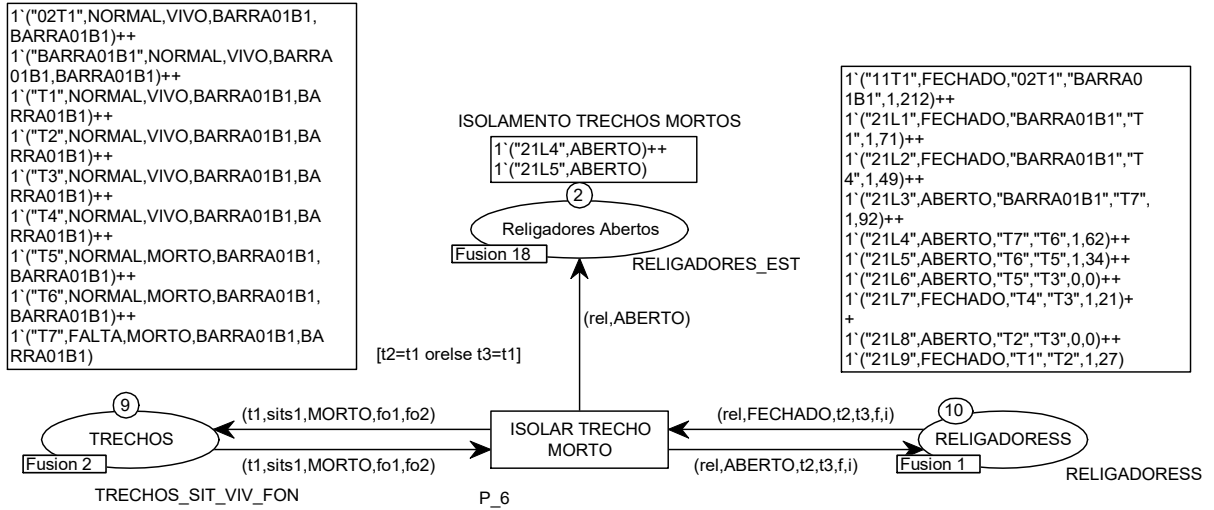 1`("02T1",NORMAL,VIVO,BARRA01B1,
BARRA01B1)++
1`("BARRA01B1",NORMAL,VIVO,BARRA
01B1,BARRA01B1)++
1`("T1",NORMAL,VIVO,BARRA01B1,BA
RRA01B1)++
1`("T2",NORMAL,VIVO,BARRA01B1,BA
RRA01B1)++
1`("T3",NORMAL,VIVO,BARRA01B1,BA
RRA01B1)++
1`("T4",NORMAL,VIVO,BARRA01B1,BA
RRA01B1)++
1`("T5",NORMAL,MORTO,BARRA01B1,
BARRA01B1)++
1`("T6",NORMAL,MORTO,BARRA01B1,
BARRA01B1)++
1`("T7",FALTA,MORTO,BARRA01B1,BA
RRA01B1)
ISOLAMENTO TRECHOS MORTOS
1`("21L4",ABERTO)++
1`("21L5",ABERTO)
2
Religadores Abertos
Fusion 18
RELIGADORES_EST
(rel,ABERTO)
[t2=t1 orelse t3=t1]
1`("11T1",FECHADO,"02T1","BARRA0
1B1",1,212)++
1`("21L1",FECHADO,"BARRA01B1","T
1",1,71)++
1`("21L2",FECHADO,"BARRA01B1","T
4",1,49)++
1`("21L3",ABERTO,"BARRA01B1","T7",
1,92)++
1`("21L4",ABERTO,"T7","T6",1,62)++
1`("21L5",ABERTO,"T6","T5",1,34)++
1`("21L6",ABERTO,"T5","T3",0,0)++
1`("21L7",FECHADO,"T4","T3",1,21)+
+
1`("21L8",ABERTO,"T2","T3",0,0)++
1`("21L9",FECHADO,"T1","T2",1,27)
9
TRECHOS
Fusion 2
TRECHOS_SIT_VIV_FON
(t1,sits1,MORTO,fo1,fo2)
(t1,sits1,MORTO,fo1,fo2)
ISOLAR TRECHO
MORTO
P_6
(rel,FECHADO,t2,t3,f,i)
(rel,ABERTO,t2,t3,f,i)
10
RELIGADORESS
Fusion 1
RELIGADORESS